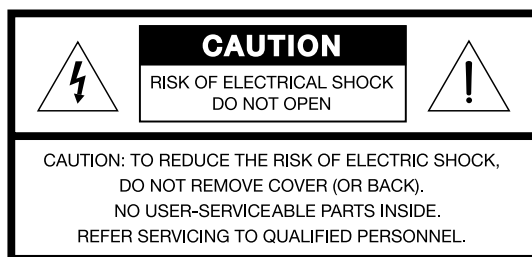 CAUTION
RISK OF ELECTRICAL SHOCK
DO NOT OPEN
CAUTION: TO REDUCE THE RISK OF ELECTRIC SHOCK,
DO NOT REMOVE COVER (OR BACK).
NO USER-SERVICEABLE PARTS INSIDE.
REFER SERVICING TO QUALIFIED PERSONNEL.